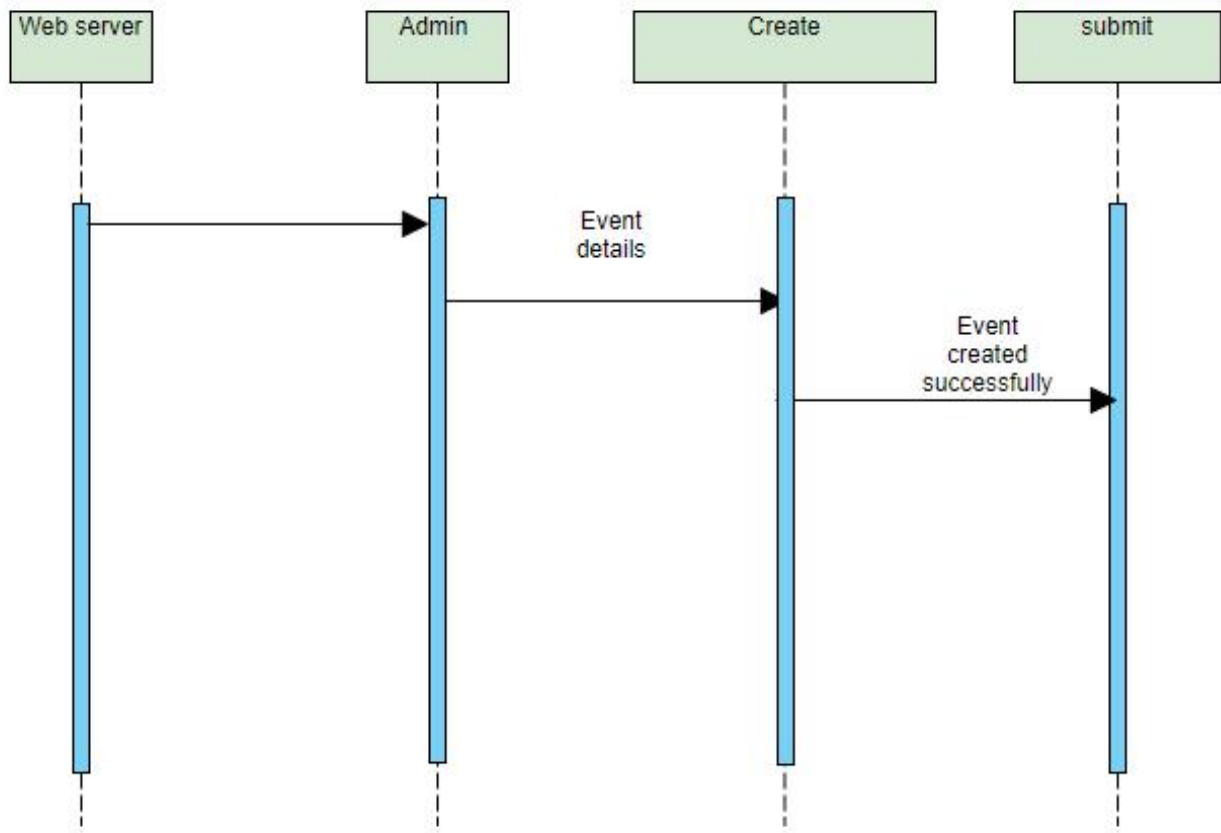 Web server
Admin
Create
submit
Event
details
Event
created
successfully